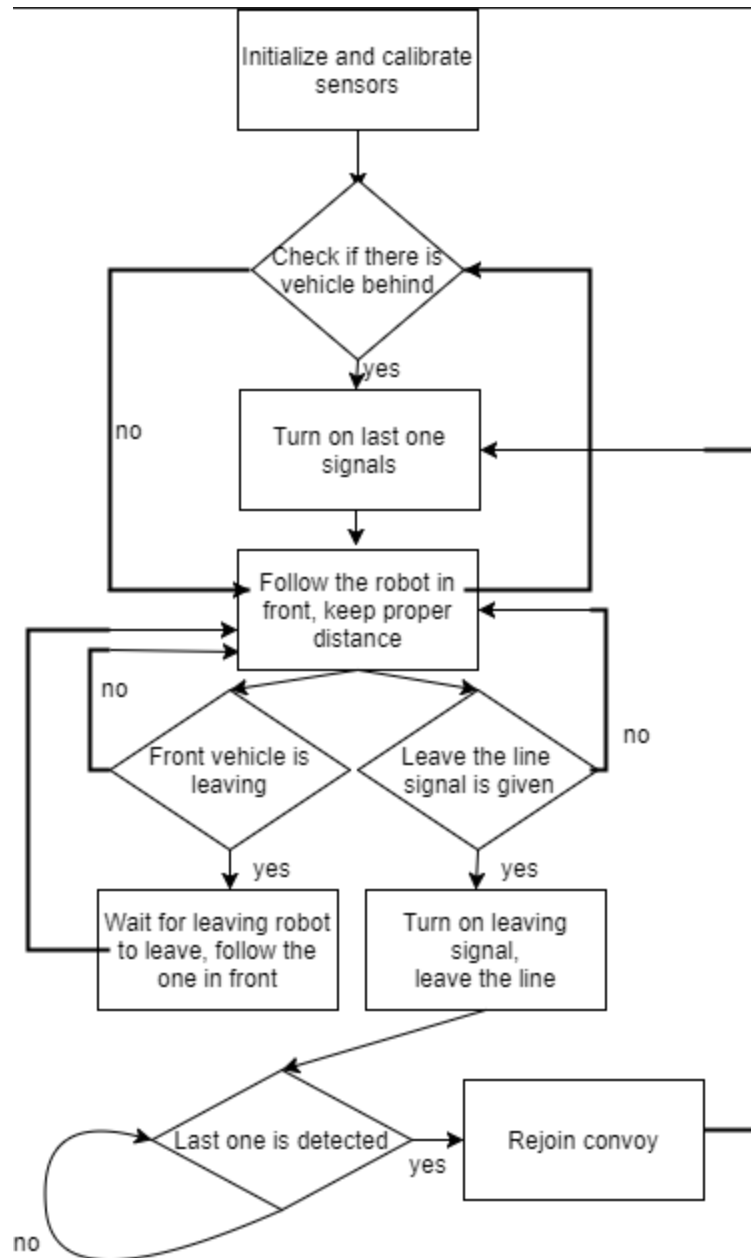 Initialize and calibrate
sensors
Check if there is
vehicle behind
yes
no
Turn on last one
signals
Follow the robot in
front, keep proper
distance
no
Front vehicle is
leaving
Leave the line
signal is given
no
yes
yes
Wait for leaving robot
to leave, follow the
one in front
Turn on leaving
signal,
leave the line
Last one is detected
yes
Rejoin convoy
no